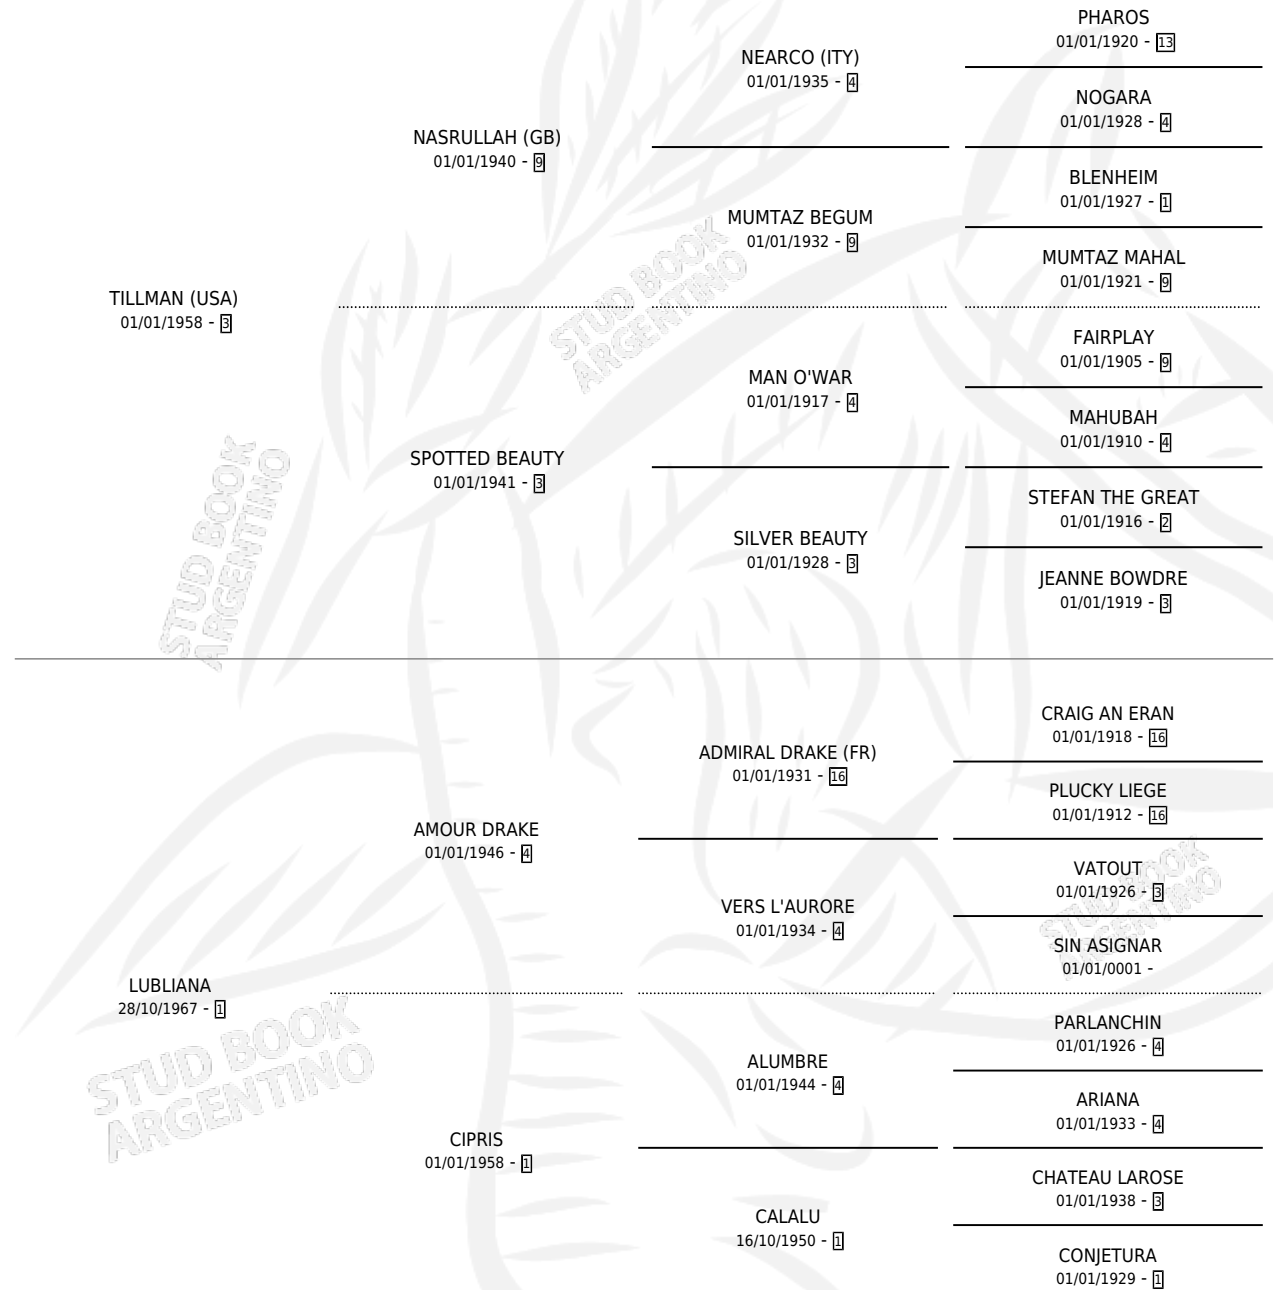 PHAROS
01/01/1920 - 13
NEARCO (ITY)
01/01/1935 - 4
NOGARA
01/01/1928 - 4
NASRULLAH (GB)
01/01/1940 - 9
BLENHEIM
01/01/1927 - 1
MUMTAZ BEGUM
01/01/1932 - 9
MUMTAZ MAHAL
01/01/1921 - 9
TILLMAN (USA)
01/01/1958 - 3
STUD BOOK
ARGENTINO
FAIRPLAY
01/01/1905 - 9
MAN O'WAR
01/01/1917 - 4
MAHUBAH
01/01/1910 - 4
SPOTTED BEAUTY
01/01/1941 - 3
STEFAN THE GREAT
01/01/1916 - 2
SILVER BEAUTY
01/01/1928 - 3
JEANNE BOWDRE
01/01/1919 - 3
STUD BOOK
ARGENTINO
CRAIG AN ERAN
01/01/1918 - 16
ADMIRAL DRAKE (FR)
01/01/1931 - 16
PLUCKY LIEGE
01/01/1912 - 16
AMOUR DRAKE
01/01/1946 - 4
VATOUT
01/01/1926 - 3
VERS L'AURORE
01/01/1934 - 4
STUD BOOK
ARGENTINO
SIN ASIGNAR
01/01/0001 -
LUBLIANA
28/10/1967 - 1
PARLANCHIN
01/01/1926 - 4
ALUMBRE
01/01/1944 - 4
ARIANA
01/01/1933 - 4
STUD BOOK
ARGENTINO
CIPRIS
01/01/1958 - 1
CHATEAU LAROSE
01/01/1938 - 3
CALALU
16/10/1950 - 1
CONJETURA
01/01/1929 - 1